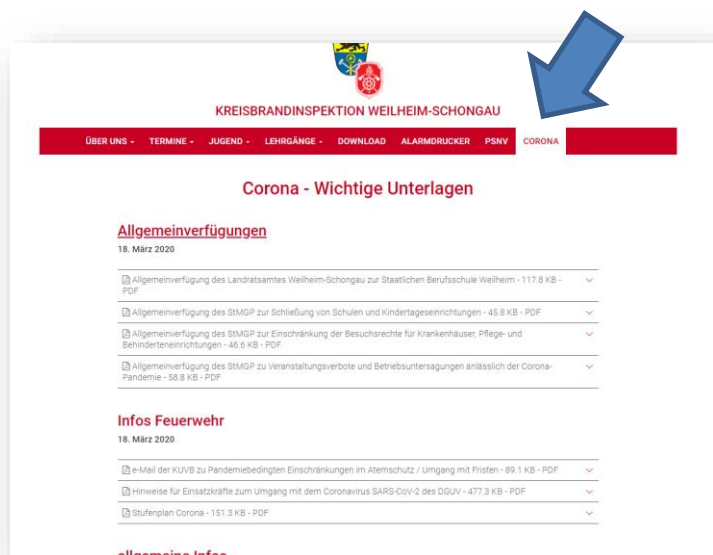 KREISBRANDINSPEKTION WEILHEIM-SCHONGAU
ÜBER UNS - TERMINE - JUGEND - LEHRGÄNGE - DOWNLOAD ALARMDRUCKER PSNV CORONA
Corona - Wichtige Unterlagen
Allgemeinverfügungen
18. März 2020
Allgemeinverfügung des Landratsamtes Weilheim-Schongau zur Staatlichen Berufsschule Weilheim - 117.8 KB -
PDF
Allgemeinverfügung des StMGP zur Schließung von Schulen und Kindertageseinrichtungen - 45.8 KB - PDF
Allgemeinverfügung des StMGP zur Einschränkung der Besuchsrechte für Krankenhäuser, Pflege- und
Behinderteneinrichtungen - 46.6 KB - PDF
Allgemeinverfügung des StMGP zu Veranstaltungsverbote und Betriebsuntersagungen anlässlich der Corona-
Pandemie - 58.8 KB - PDF
Infos Feuerwehr
18. März 2020
e-Mail der KUVB zu Pandemiebedingten Einschränkungen im Atemschutz / Umgang mit Fristen - 89.1 KB - PDF
Hinweise für Einsatzkräfte zum Umgang mit dem Coronavirus SARS-CoV-2 des DGUV - 477.3 KB - PDF
Stufenplan Corona - 151.3 KB - PDF
allgemeine Infos